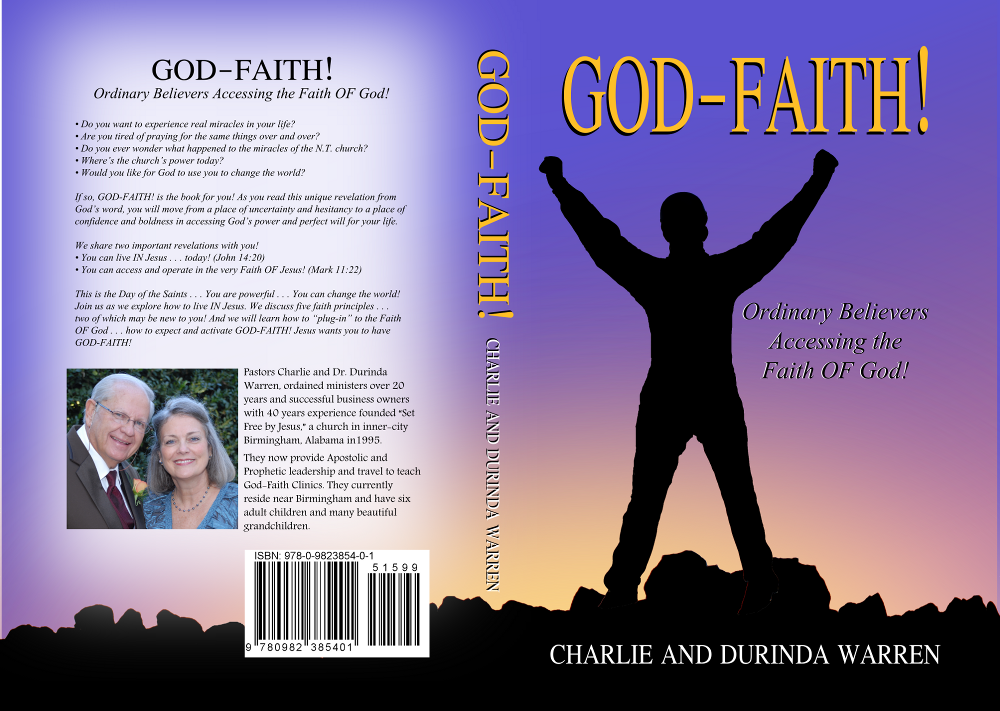 GOD-FAITH!
Ordinary Believers Accessing the Faith OF God!
• Do you want to experience real miracles in your life?
• Are you tired of praying for the same things over and over?
• Do you ever wonder what happened to the miracles of the N.T. church?
• Where's the church's power today?
• Would you like for God to use you to change the world?
If so, GOD-FAITH! is the book for you! As you read this unique revelation from
God's word, you will move from a place of uncertainty and hesitancy to a place of
confidence and boldness in accessing God's power and perfect will for your life.
We share two important revelations with you!
• You can live IN Jesus . . . today! (John 14:20)
• You can access and operate in the very Faith OF Jesus! (Mark 11:22)
This is the Day of the Saints . . . You are powerful . . . You can change the world!
Join us as we explore how to live IN Jesus. We discuss five faith principles . . .
two of which may be new to you! And we will learn how to "plug-in" to the Faith
OF God . . . how to expect and activate GOD-FAITH! Jesus wants you to have
GOD-FAITH!
Pastors Charlie and Dr. Durinda
Warren, ordained ministers over 20
years and successful business owners
with 40 years experience founded "Set
Free by Jesus," a church in inner-city
Birmingham, Alabama in1995.
They now provide Apostolic and
Prophetic leadership and travel to teach
God-Faith Clinics. They currently
reside near Birmingham and have six
adult children and many beautiful
grandchildren.
ISBN: 978-0-9823854-0-1
51599
9 780982 385401
GOD-FAITH! CHARLIE AND DURINDA WARREN
GOD-FAITH!
Ordinary Believers
Accessing the
Faith OF God!
CHARLIE AND DURINDA WARREN